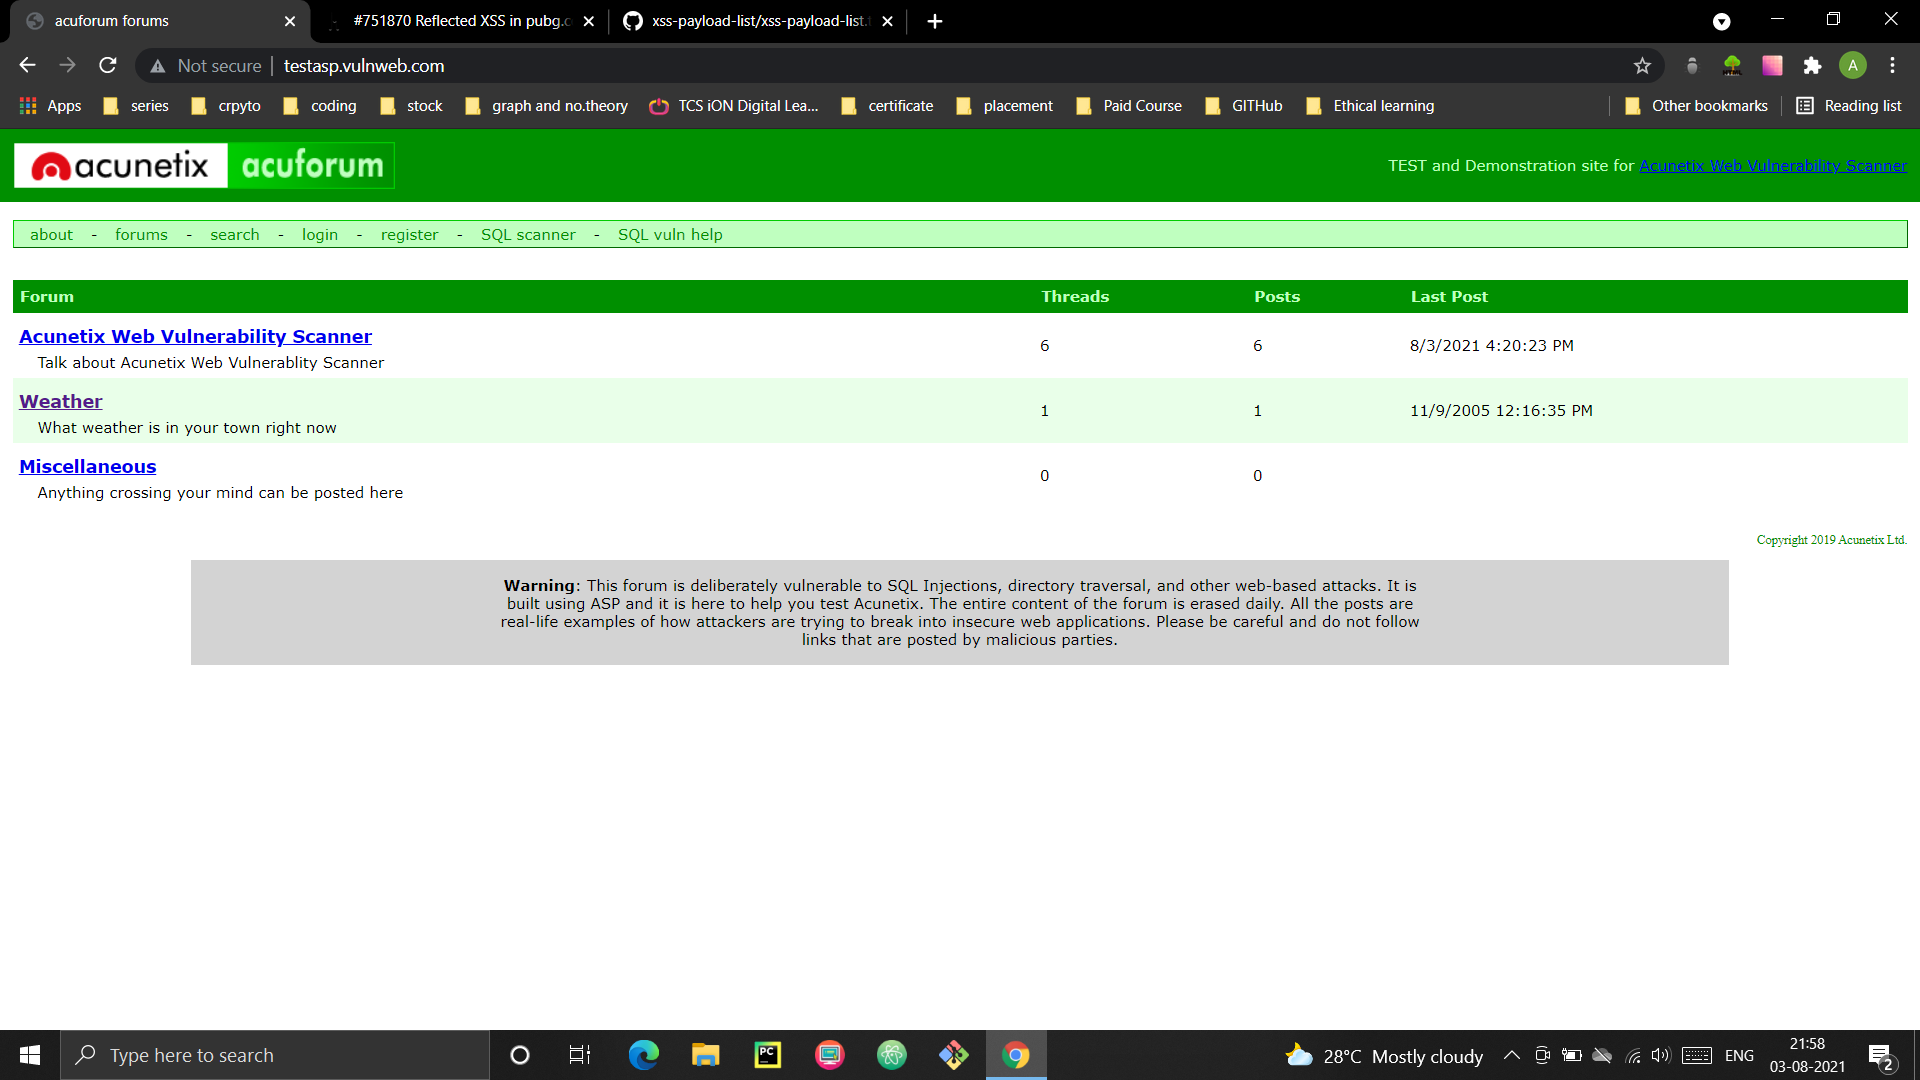 acuforum forums
#751870 Reflected XSS in pubg.c
xss-payload-list/xss-payload-list.
Not secure | testasp.vulnweb.com
A
Apps series crpyto coding stock graph and no.theory TCS iON Digital Lea... certificate placement Paid Course GITHub Ethical learning Other bookmarks Reading list
acunetix acuforum
TEST and Demonstration site for Acunetix Web Vulnerability Scanner
about - forums - search - login - register - SQL scanner - SQL vuln help
Forum Threads Posts Last Post
Acunetix Web Vulnerability Scanner
Talk about Acunetix Web Vulnerablity Scanner
6 6 8/3/2021 4:20:23 PM
Weather
What weather is in your town right now
1 1 11/9/2005 12:16:35 PM
Miscellaneous
Anything crossing your mind can be posted here
0 0
Copyright 2019 Acunetix Ltd.
Warning: This forum is deliberately vulnerable to SQL Injections, directory traversal, and other web-based attacks. It is
built using ASP and it is here to help you test Acunetix. The entire content of the forum is erased daily. All the posts are
real-life examples of how attackers are trying to break into insecure web applications. Please be careful and do not follow
links that are posted by malicious parties.
Type here to search
PC
28°C Mostly cloudy
ENG
21:58
03-08-2021
2